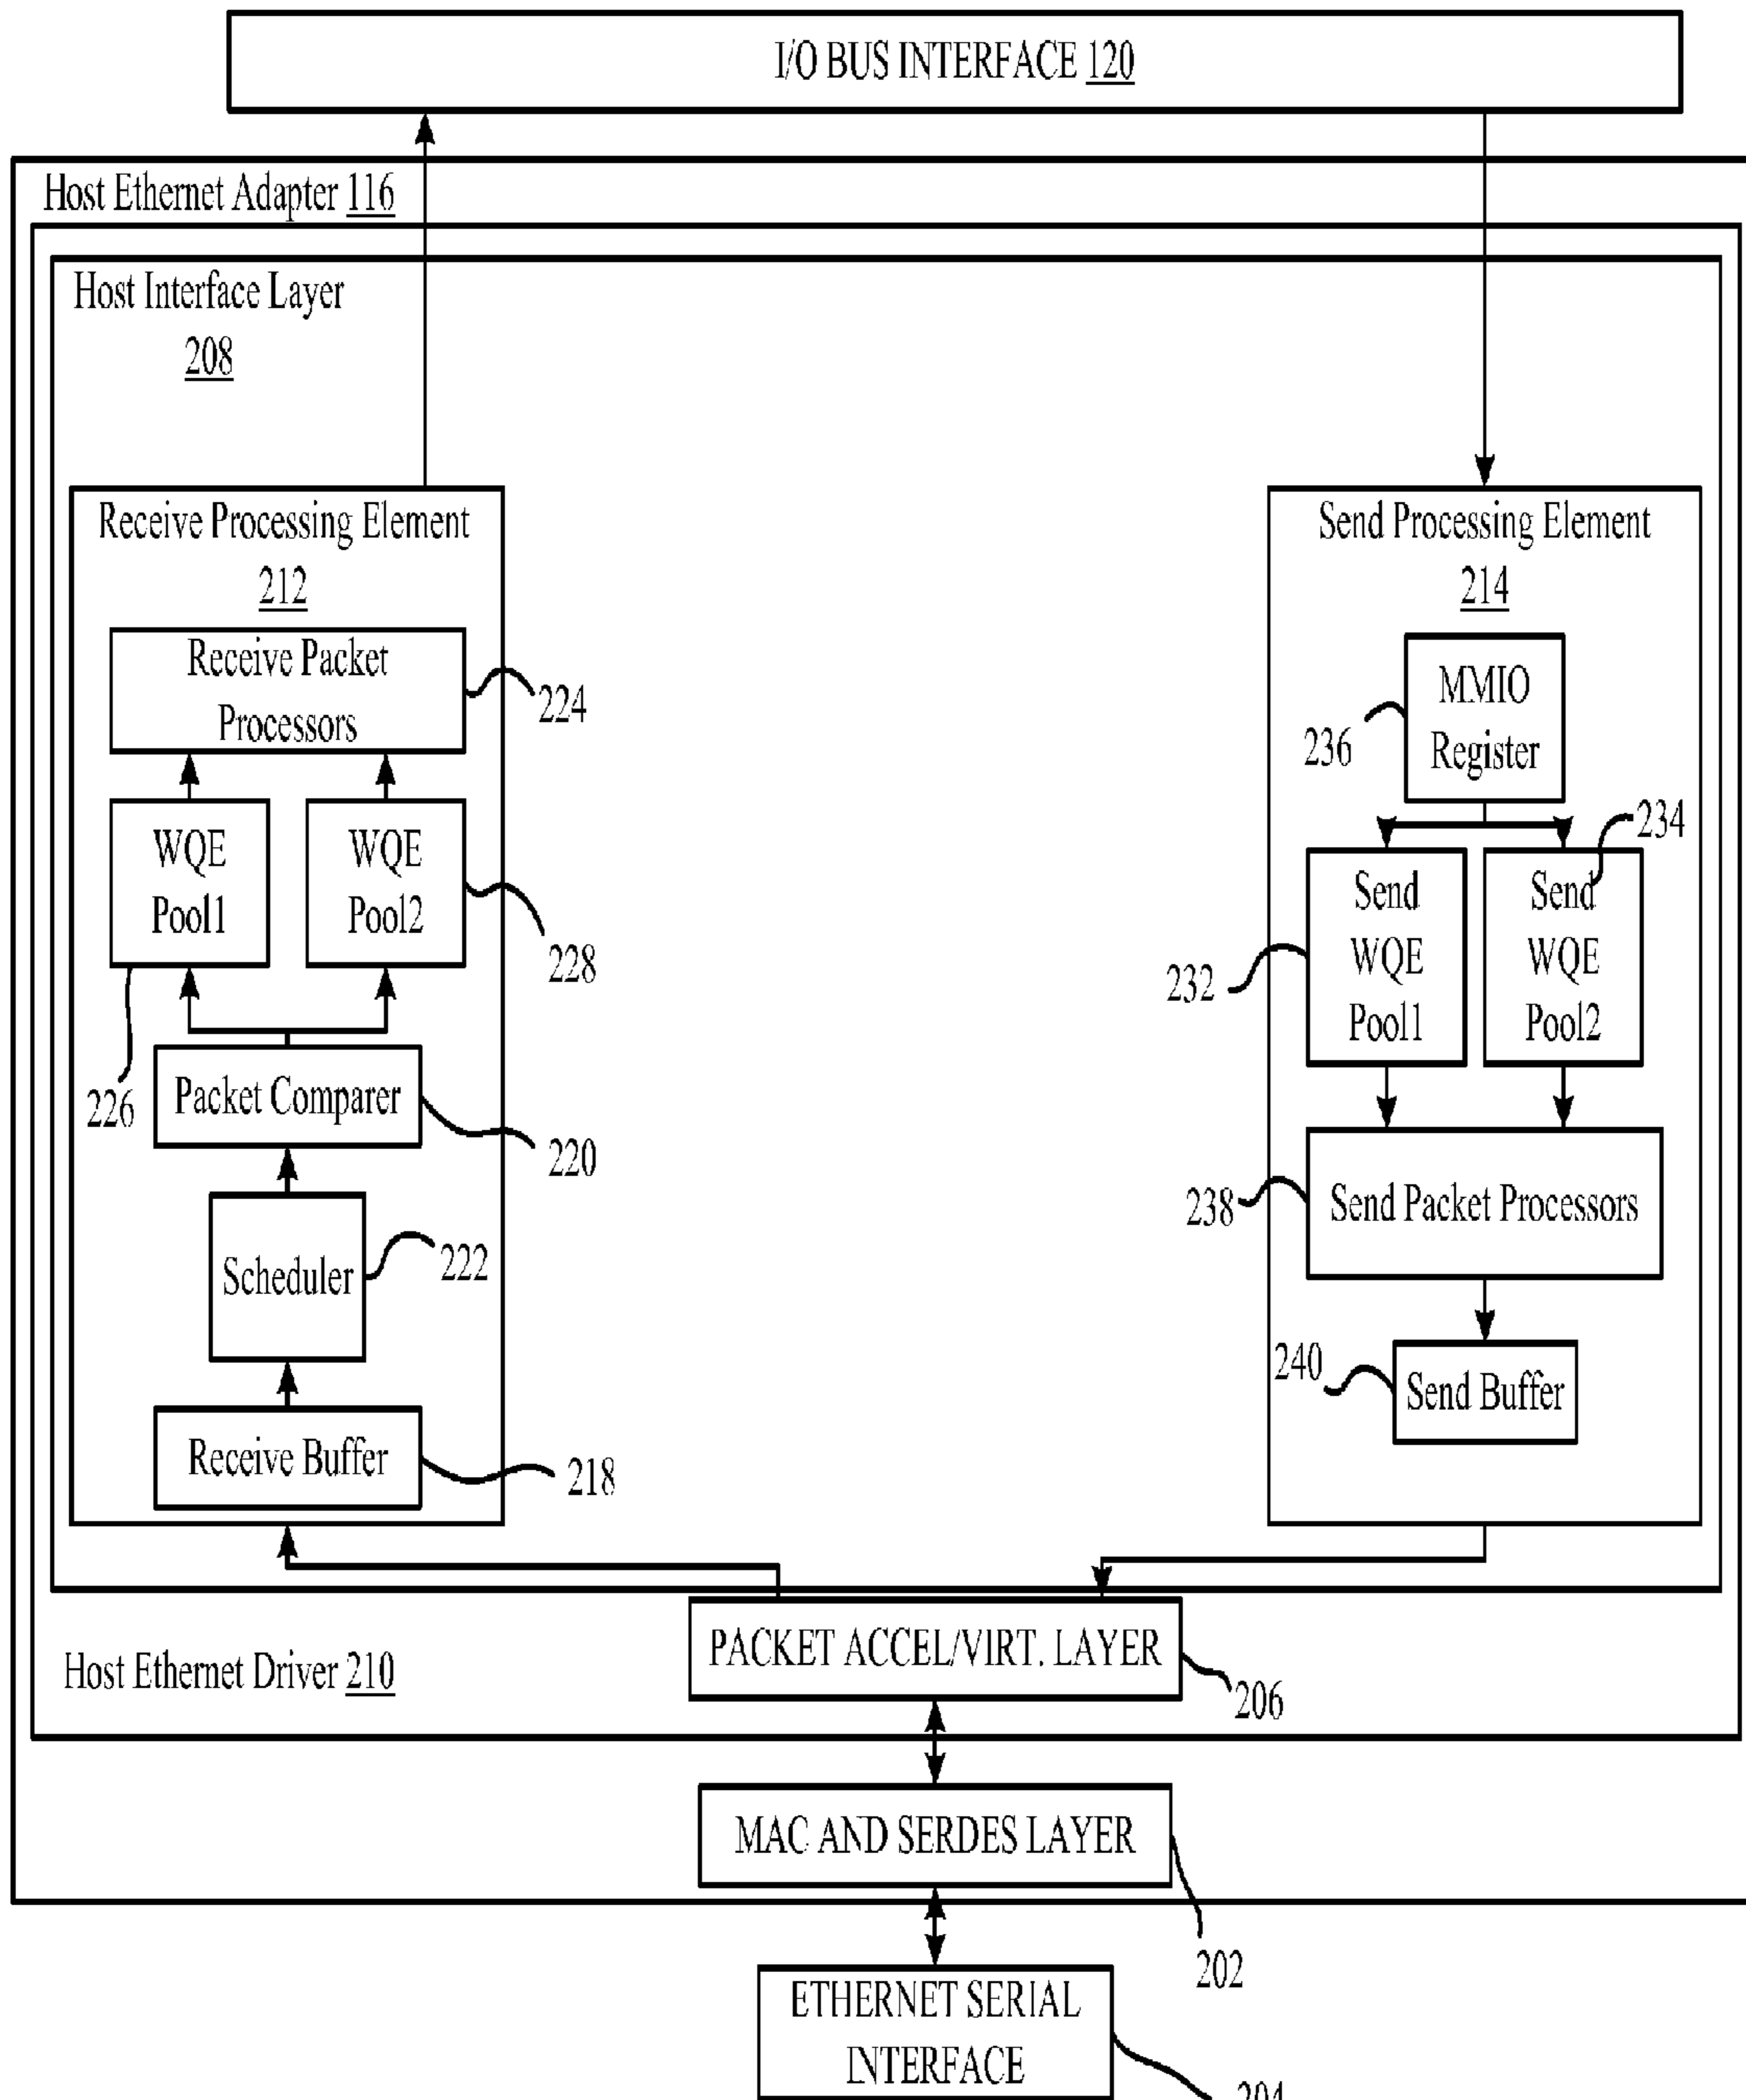 I/O BUS INTERFACE 120
Host Ethernet Adapter 116
Host Interface Layer
208
Receive Processing Element
212
Receive Packet
Processors
224
WQE
Pool1
WQE
Pool2
226
228
Packet Comparer
220
Scheduler
222
Receive Buffer
218
Send Processing Element
214
MMIO
Register
236
234
Send
WQE
Pool1
Send
WQE
Pool2
232
Send Packet Processors
238
240
Send Buffer
PACKET ACCEL/VIRT. LAYER
206
Host Ethernet Driver 210
MAC AND SERDES LAYER
202
ETHERNET SERIAL
INTERFACE
204